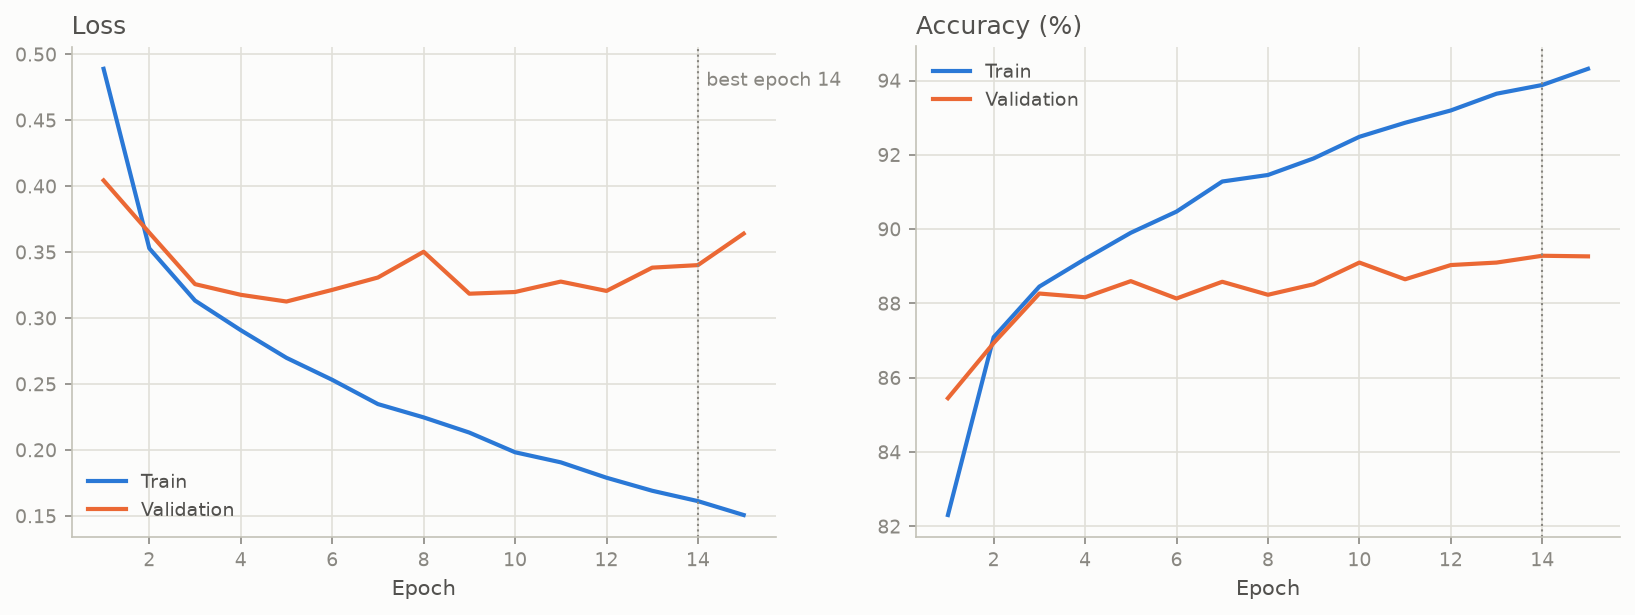 Loss
0.50
0.45
0.40
0.35
0.30
0.25
0.20
0.15
best epoch 14
Train
Validation
2 4 6 8 10 12 14
Epoch
Accuracy (%)
94
92
90
88
86
84
82
Train
Validation
2 4 6 8 10 12 14
Epoch